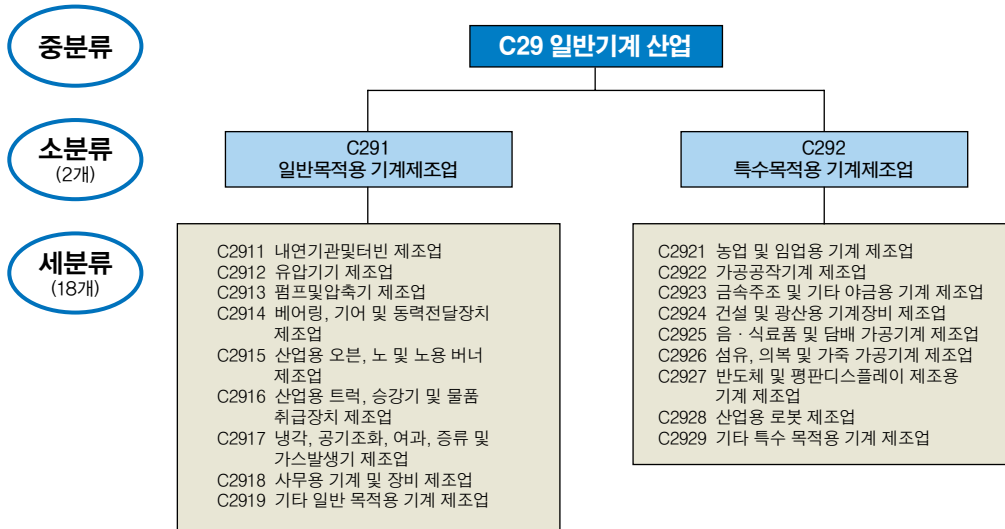 중분류
C29 일반기계 산업
소분류
(2개)
C291
일반목적용 기계제조업
C292
특수목적용 기계제조업
세분류
(18개)
C2911 내연기관및터빈 제조업
C2912 유압기기 제조업
C2913 펌프및압축기 제조업
C2914 베어링, 기어 및 동력전달장치
제조업
C2915 산업용 오븐, 노 및 노용 버너
제조업
C2916 산업용 트럭, 승강기 및 물품
취급장치 제조업
C2917 냉각, 공기조화, 여과, 증류 및
가스발생기 제조업
C2918 사무용 기계 및 장비 제조업
C2919 기타 일반 목적용 기계 제조업
C2921 농업 및 임업용 기계 제조업
C2922 가공공작기계 제조업
C2923 금속주조 및 기타 야금용 기계 제조업
C2924 건설 및 광산용 기계장비 제조업
C2925 음 · 식료품 및 담배 가공기계 제조업
C2926 섬유, 의복 및 가죽 가공기계 제조업
C2927 반도체 및 평판디스플레이 제조용
기계 제조업
C2928 산업용 로봇 제조업
C2929 기타 특수 목적용 기계 제조업